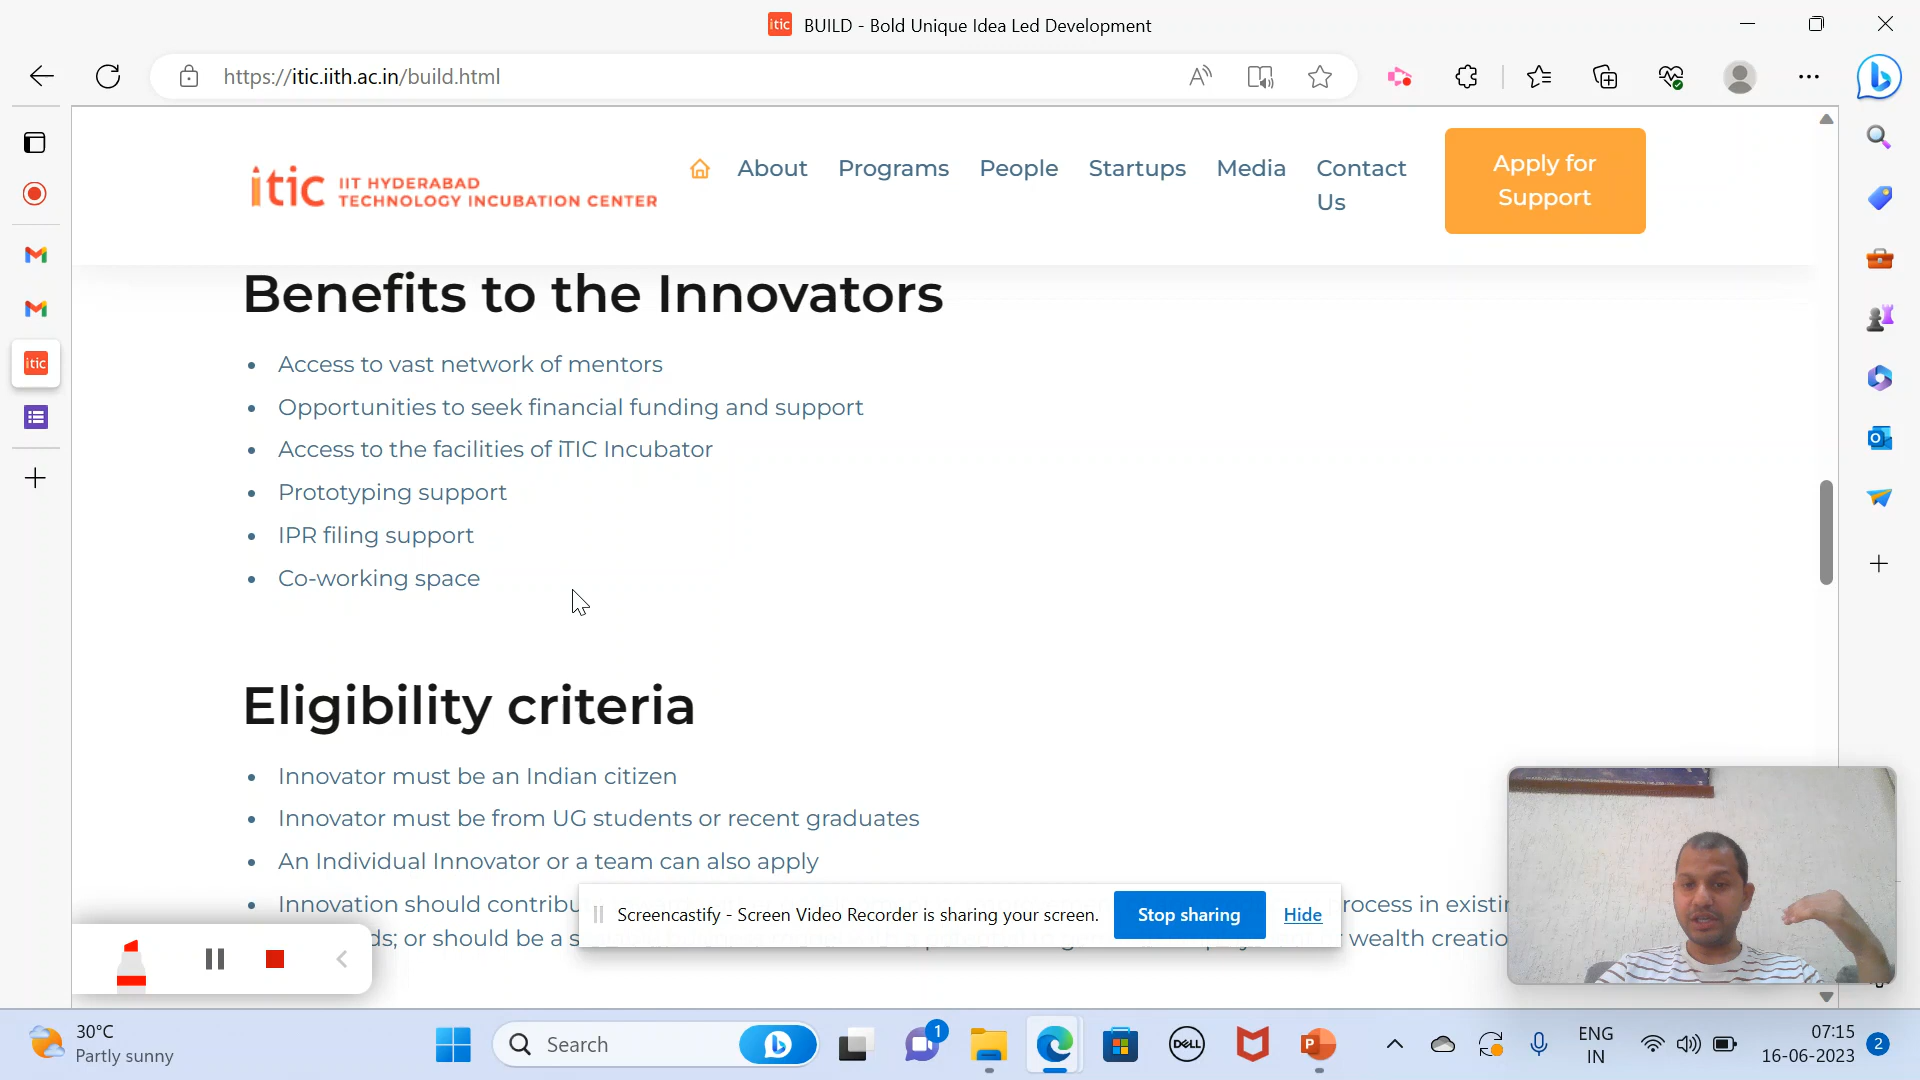 itic BUILD - Bold Unique Idea Led Development
https://itic.iith.ac.in/build.html
itic IIT HYDERABAD
TECHNOLOGY INCUBATION CENTER
About Programs People Startups Media Contact Us
Apply for Support
itic
Benefits to the Innovators
• Access to vast network of mentors
• Opportunities to seek financial funding and support
• Access to the facilities of iTIC Incubator
• Prototyping support
• IPR filing support
• Co-working space
Eligibility criteria
• Innovator must be an Indian citizen
• Innovator must be from UG students or recent graduates
• An Individual Innovator or a team can also apply
• Innovation should
rocess in
or should be a
wealth
Screencastify - Screen Video Recorder is sharing your screen. Stop sharing Hide
30°C
Partly sunny
Search
1
DELL
ENG
IN
07:15
16-06-2023
2